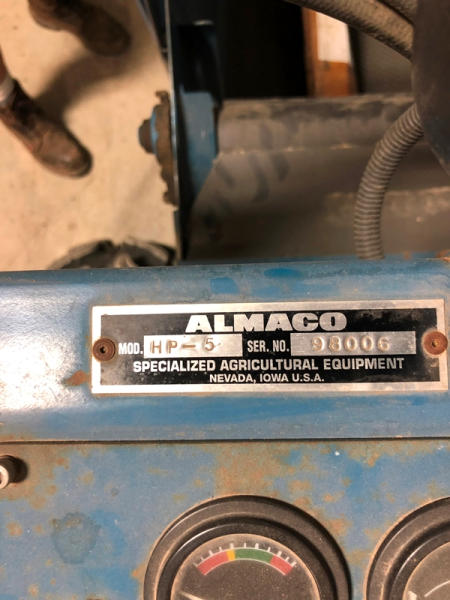 ALMACO
MOD. HP-5 SER. NO. 98006
SPECIALIZED AGRICULTURAL EQUIPMENT
NEVADA, IOWA U.S.A.